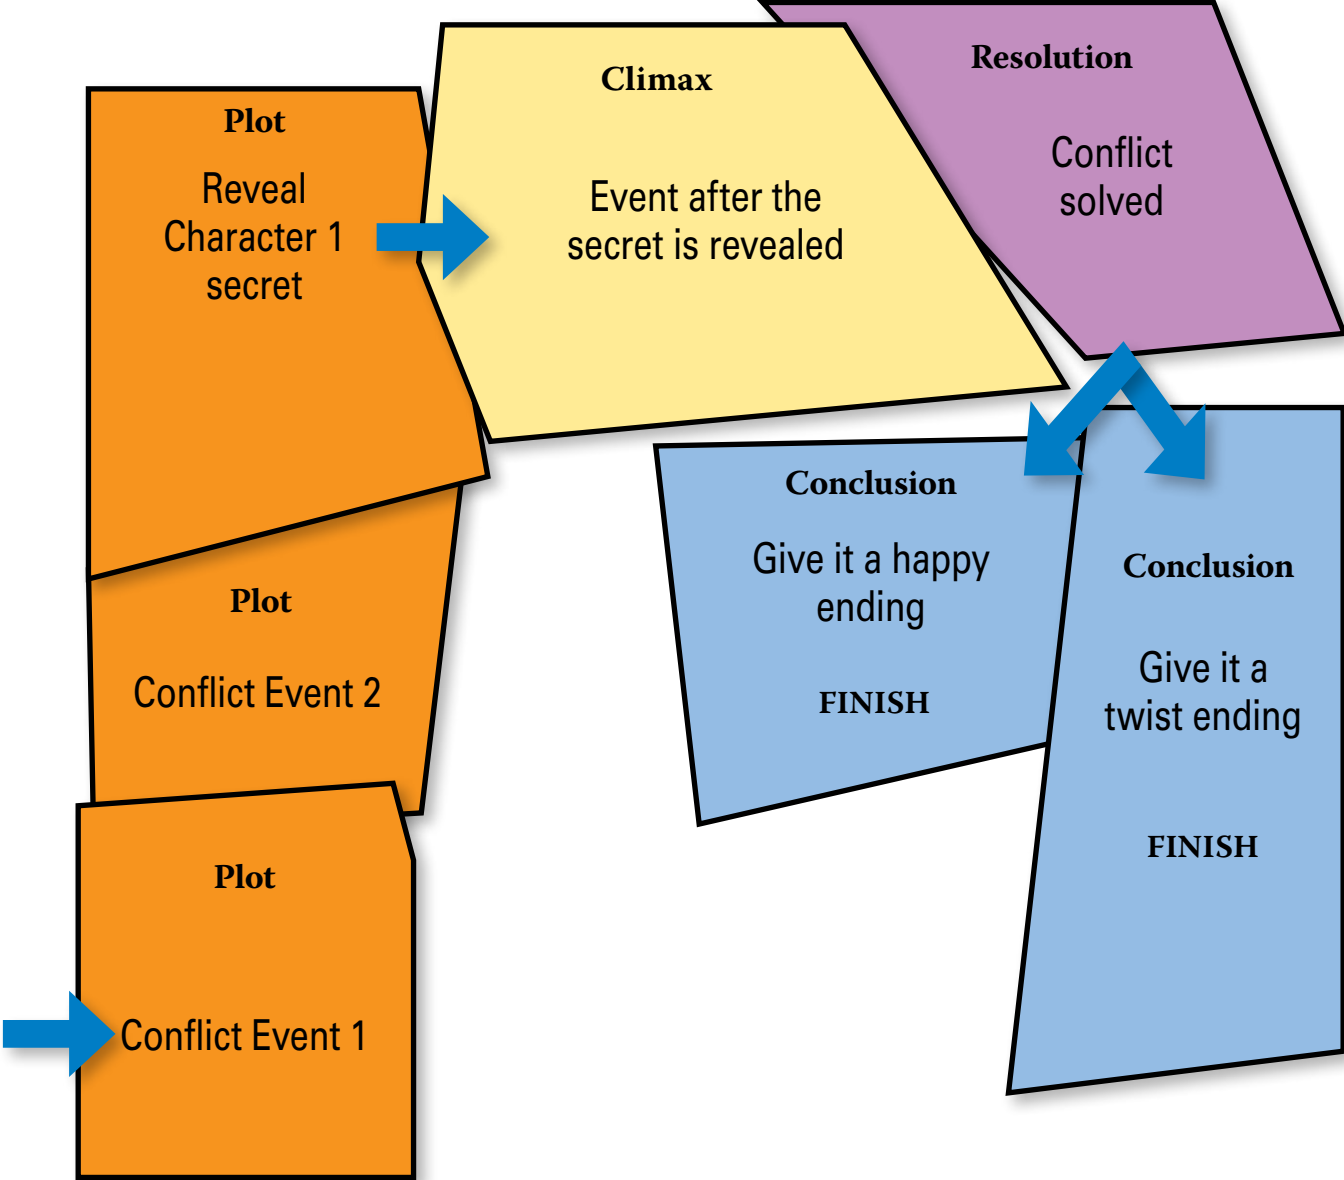 Plot
Reveal
Character 1
secret
Climax
Event after the
secret is revealed
Resolution
Conflict
solved
Plot
Conflict Event 2
Plot
Conflict Event 1
Conclusion
Give it a happy
ending
FINISH
Conclusion
Give it a
twist ending
FINISH